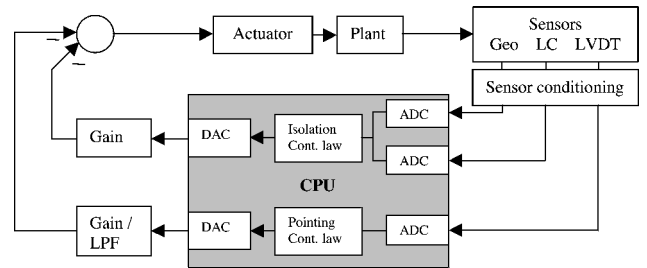 Sensors
Actuator
Plant
Geo LC LVDT
Sensor conditioning
ADC
Gain
DAC
Isolation
Cont. law
ADC
CPU
Gain /
LPF
DAC
Pointing
Cont. law
ADC